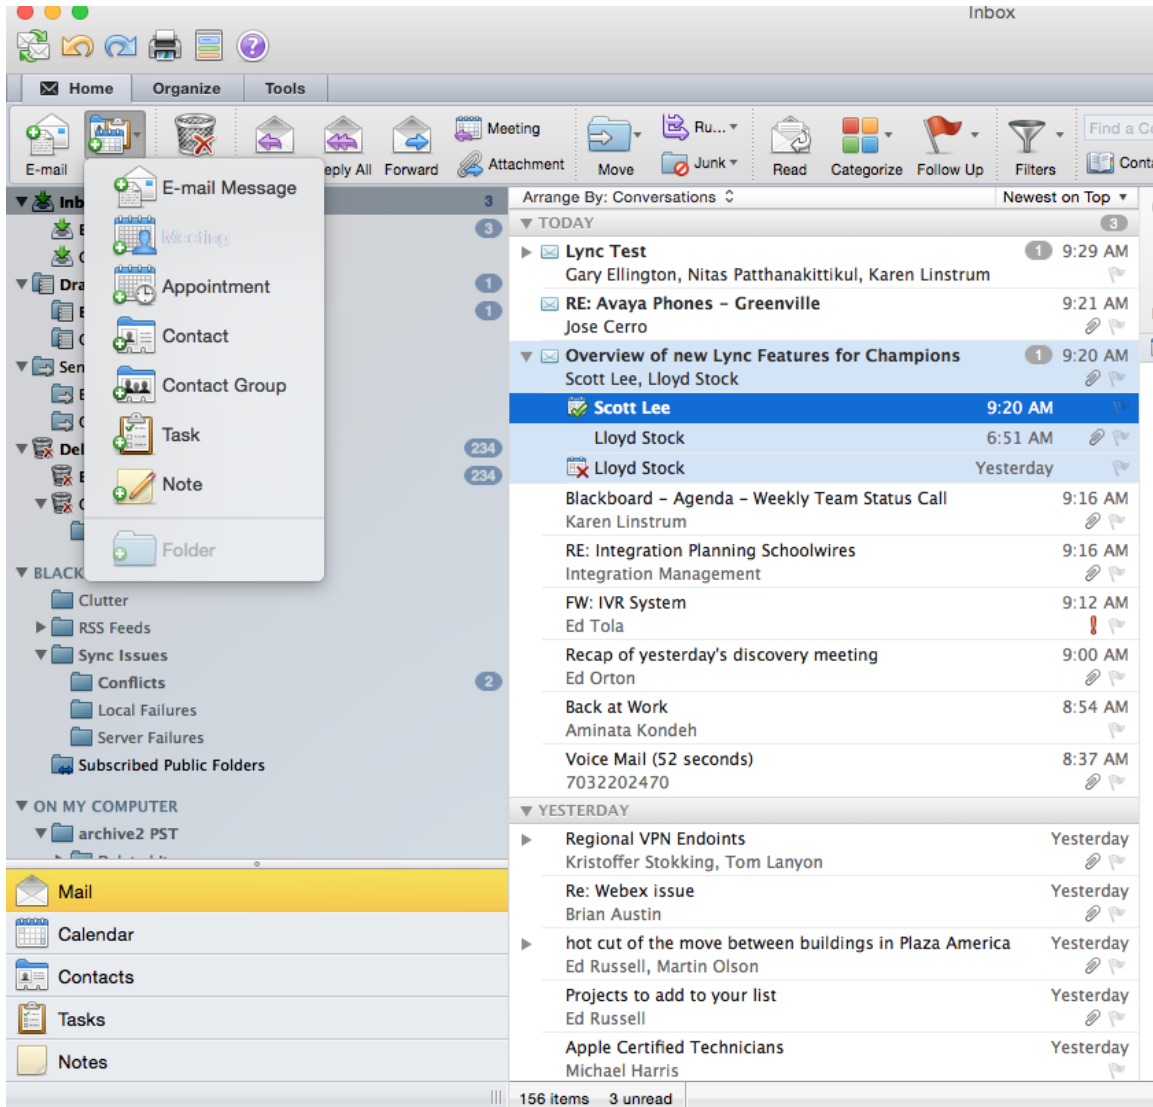 Inbox
Home Organize Tools
Meeting
Ru...
Find a Co
E-mail
eply All Forward
Attachment
Move
Junk
Read Categorize Follow Up Filters
Conta
E-mail Message
Meeting
Appointment
Contact
Contact Group
Task
Note
Folder
Inb 3
3
Dra 1
1
Sen
Del 234
234
BLACK
Clutter
RSS Feeds
Sync Issues
Conflicts 2
Local Failures
Server Failures
Subscribed Public Folders
ON MY COMPUTER
archive2 PST
Mail
Calendar
Contacts
Tasks
Notes
Arrange By: Conversations Newest on Top
TODAY 3
Lync Test 1 9:29 AM
Gary Ellington, Nitas Patthanakittikul, Karen Linstrum
RE: Avaya Phones – Greenville 9:21 AM
Jose Cerro
Overview of new Lync Features for Champions 1 9:20 AM
Scott Lee, Lloyd Stock
Scott Lee 9:20 AM
Lloyd Stock 6:51 AM
Lloyd Stock Yesterday
Blackboard – Agenda – Weekly Team Status Call 9:16 AM
Karen Linstrum
RE: Integration Planning Schoolwires 9:16 AM
Integration Management
FW: IVR System 9:12 AM
Ed Tola
Recap of yesterday's discovery meeting 9:00 AM
Ed Orton
Back at Work 8:54 AM
Aminata Kondeh
Voice Mail (52 seconds) 8:37 AM
7032202470
YESTERDAY
Regional VPN Endoints Yesterday
Kristoffer Stokking, Tom Lanyon
Re: Webex issue Yesterday
Brian Austin
hot cut of the move between buildings in Plaza America Yesterday
Ed Russell, Martin Olson
Projects to add to your list Yesterday
Ed Russell
Apple Certified Technicians Yesterday
Michael Harris
156 items 3 unread